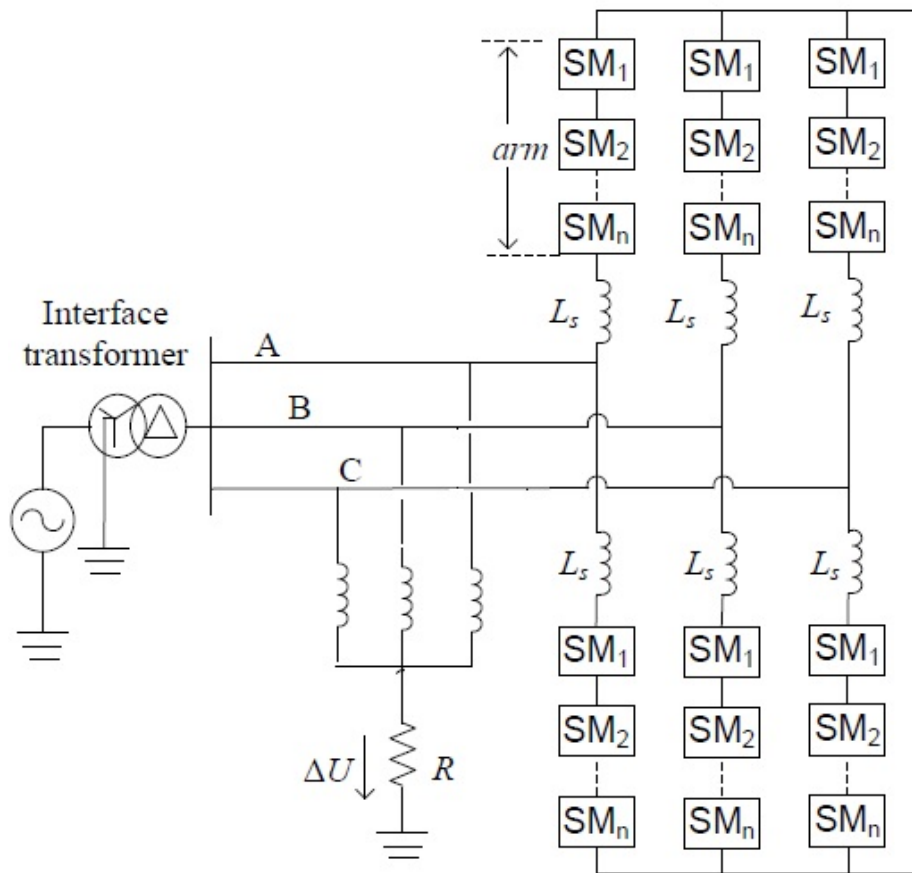 SM₁ SM₁ SM₁
arm
SM₂ SM₂ SM₂
SMₙ SMₙ SMₙ
Lₛ Lₛ Lₛ
Interface
transformer
A
B
C
Lₛ Lₛ Lₛ
SM₁ SM₁ SM₁
SM₂ SM₂ SM₂
ΔU R
SMₙ SMₙ SMₙ